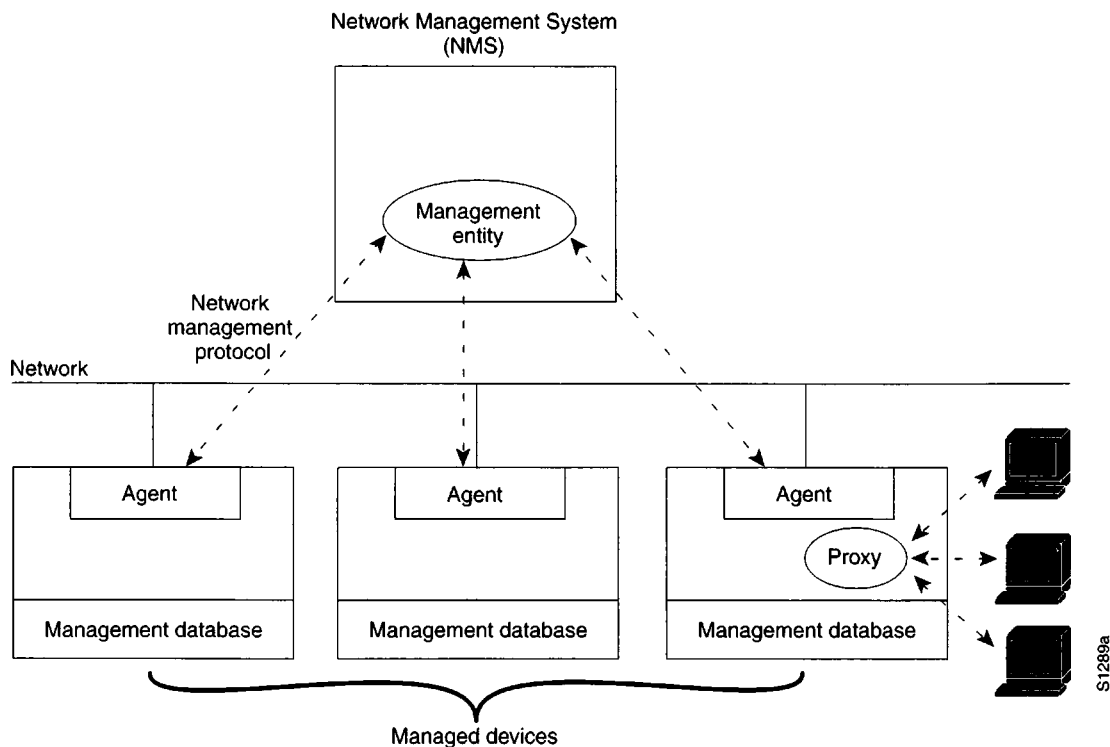 Network Management System
(NMS)
Management
entity
Network
management
protocol
Network
Agent
Agent
Agent
Proxy
Management database
Management database
Management database
S1289a
Managed devices